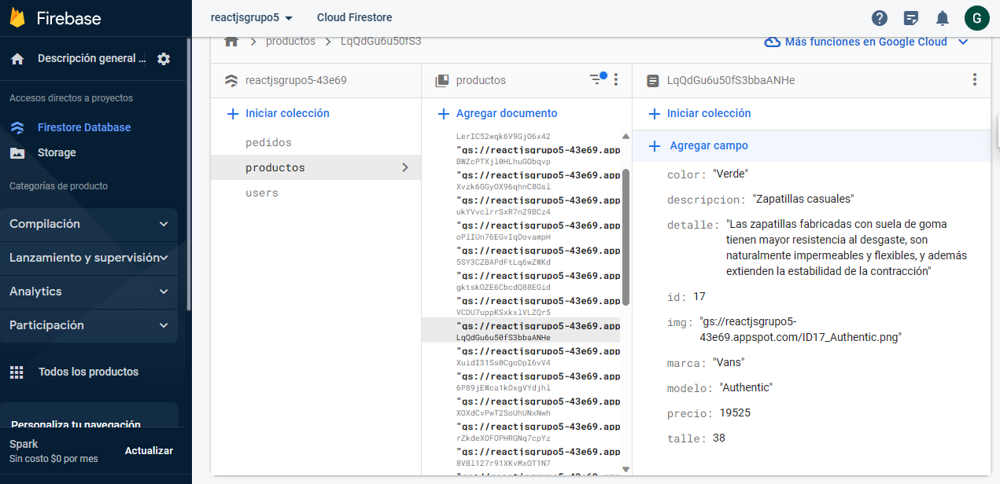 Firebase
reactjsgrupo5
Cloud Firestore
G
Descripción general ...
Accesos directos a proyectos
Firestore Database
Storage
Categorías de producto
Compilación
Lanzamiento y supervisión
Analytics
Participación
Todos los productos
Personaliza tu navegación
Spark
Sin costo $0 por mes
Actualizar
productos
LqQdGu6u50fS3
Más funciones en Google Cloud
reactjsgrupo5-43e69
Iniciar colección
pedidos
productos
users
productos
Agregar documento
LerIC52wqk6V9GjO6x42
"gs://reactjsgrupo5-43e69.app
BWZcPTXjl0HLhuGObqvp
"gs://reactjsgrupo5-43e69.app
Xvzk6GGyOX96qhnC8Gsl
"gs://reactjsgrupo5-43e69.app
ukYVvclrrSxR7nZ9BCz4
"gs://reactjsgrupo5-43e69.app
oPlIUn76EGvIqDovampH
"gs://reactjsgrupo5-43e69.app
5SY3CZBAPdFtLq6wZWKd
"gs://reactjsgrupo5-43e69.app
gktskOZE6CbcdQ88EGid
"gs://reactjsgrupo5-43e69.app
VCDU7uppKSxkxlVLZQr5
"gs://reactjsgrupo5-43e69.app
LqQdGu6u50fS3bbaANHe
"gs://reactjsgrupo5-43e69.app
XuidI31Ss0CgoDpI6vV4
"gs://reactjsgrupo5-43e69.app
6P89jEWca1kOxgVYdjhl
"gs://reactjsgrupo5-43e69.app
XOXdCvPwT2SoUhUNxNwh
"gs://reactjsgrupo5-43e69.app
rZkdeXOFOPHRGNq7cpYz
"gs://reactjsgrupo5-43e69.app
8VBl127r91XKvMxOT1N7
"gs://reactjsgrupo5-43e69.app
LqQdGu6u50fS3bbaANHe
Iniciar colección
Agregar campo
color: "Verde"
descripcion: "Zapatillas casuales"
detalle: "Las zapatillas fabricadas con suela de goma
tienen mayor resistencia al desgaste, son
naturalmente impermeables y flexibles, y además
extienden la estabilidad de la contracción"
id: 17
img: "gs://reactjsgrupo5-
43e69.appspot.com/ID17_Authentic.png"
marca: "Vans"
modelo: "Authentic"
precio: 19525
talle: 38